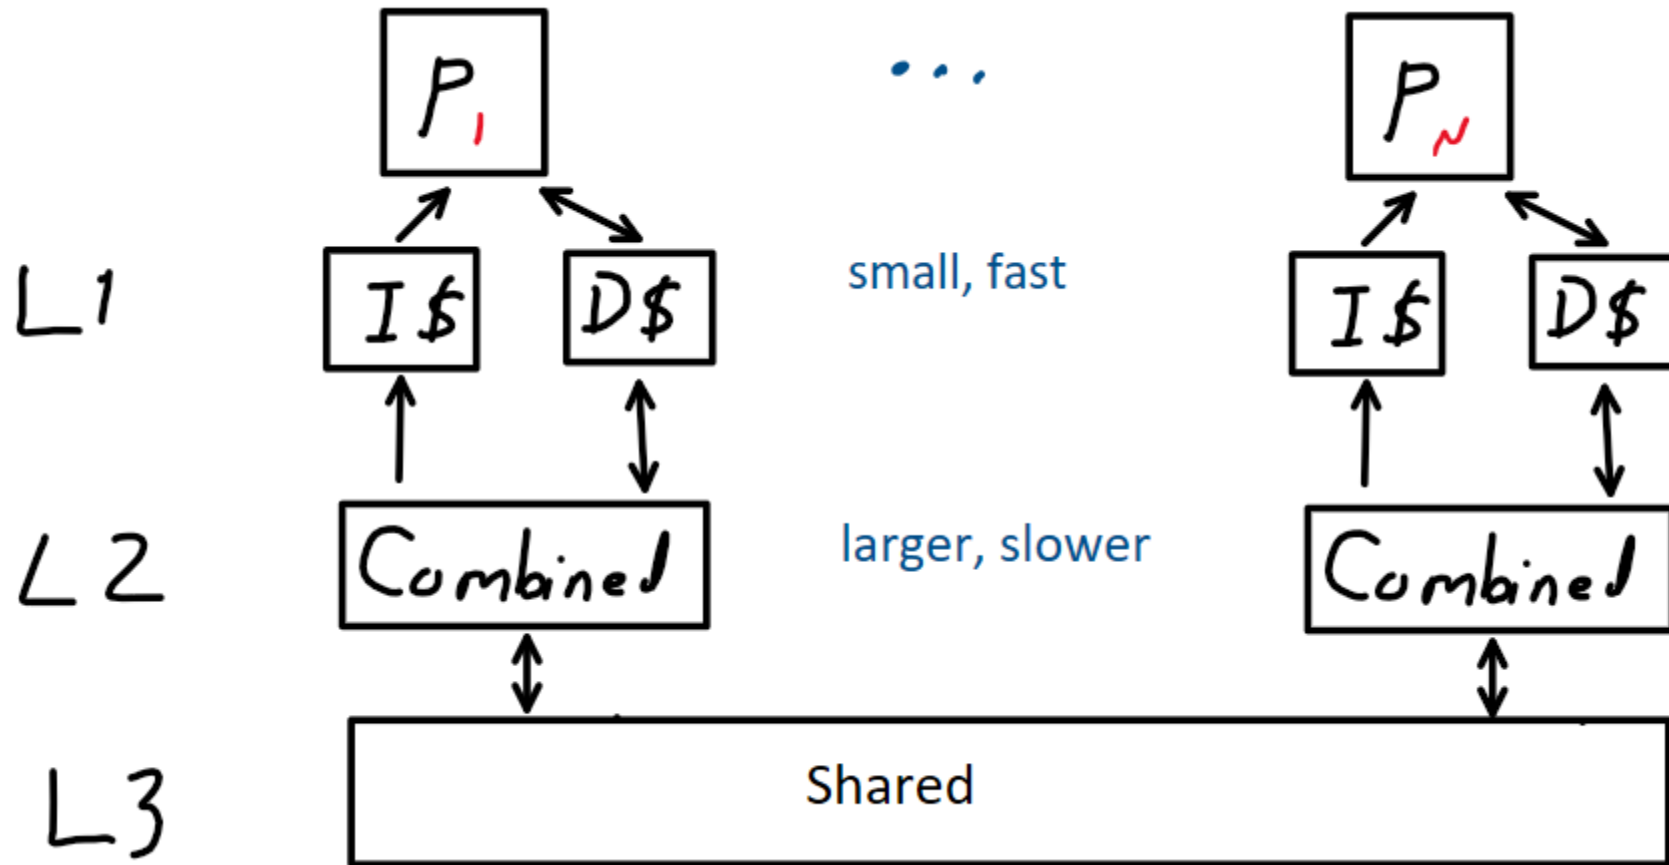 P1 ... PN
L1 I$ D$ small, fast I$ D$
L2 Combined larger, slower Combined
L3 Shared